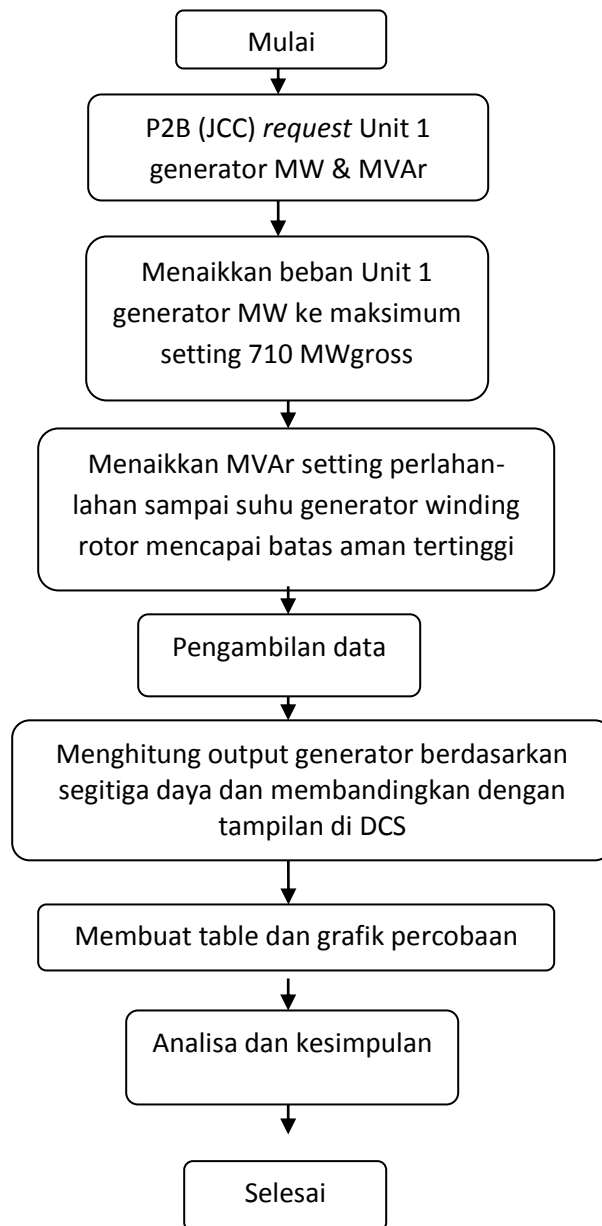 Mulai
P2B (JCC) request Unit 1
generator MW & MVAr
Menaikkan beban Unit 1
generator MW ke maksimum
setting 710 MWgross
Menaikkan MVAr setting perlahan-
lahan sampai suhu generator winding
rotor mencapai batas aman tertinggi
Pengambilan data
Menghitung output generator berdasarkan
segitiga daya dan membandingkan dengan
tampilan di DCS
Membuat table dan grafik percobaan
Analisa dan kesimpulan
Selesai